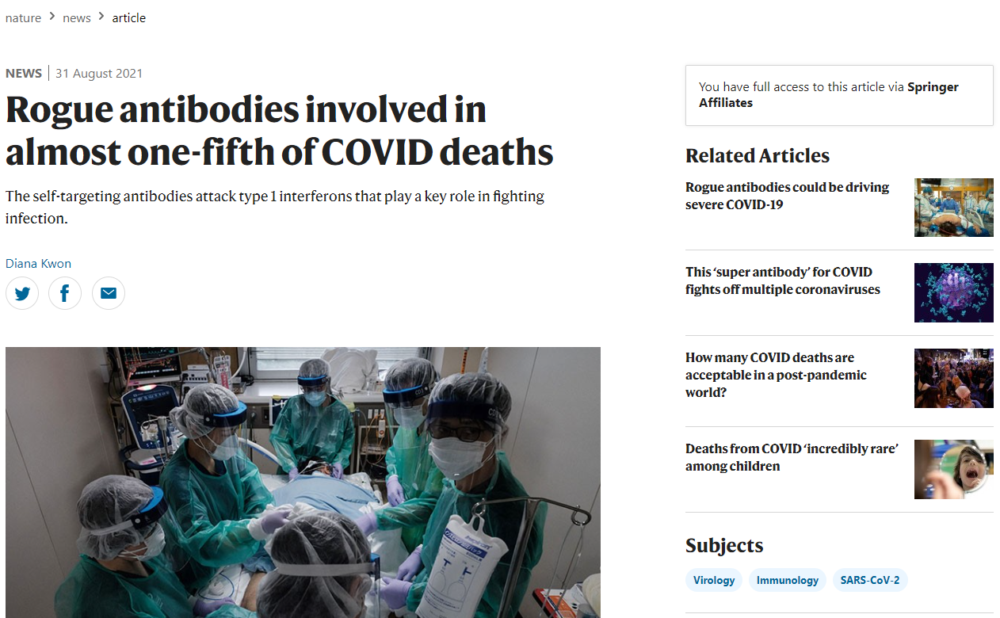 nature > news > article
NEWS | 31 August 2021
Rogue antibodies involved in
almost one-fifth of COVID deaths
The self-targeting antibodies attack type 1 interferons that play a key role in fighting
infection.
Diana Kwon
You have full access to this article via Springer
Affiliates
Related Articles
Rogue antibodies could be driving
severe COVID-19
This ‘super antibody’ for COVID
fights off multiple coronaviruses
How many COVID deaths are
acceptable in a post-pandemic
world?
Deaths from COVID ‘incredibly rare’
among children
Subjects
Virology
Immunology
SARS-CoV-2